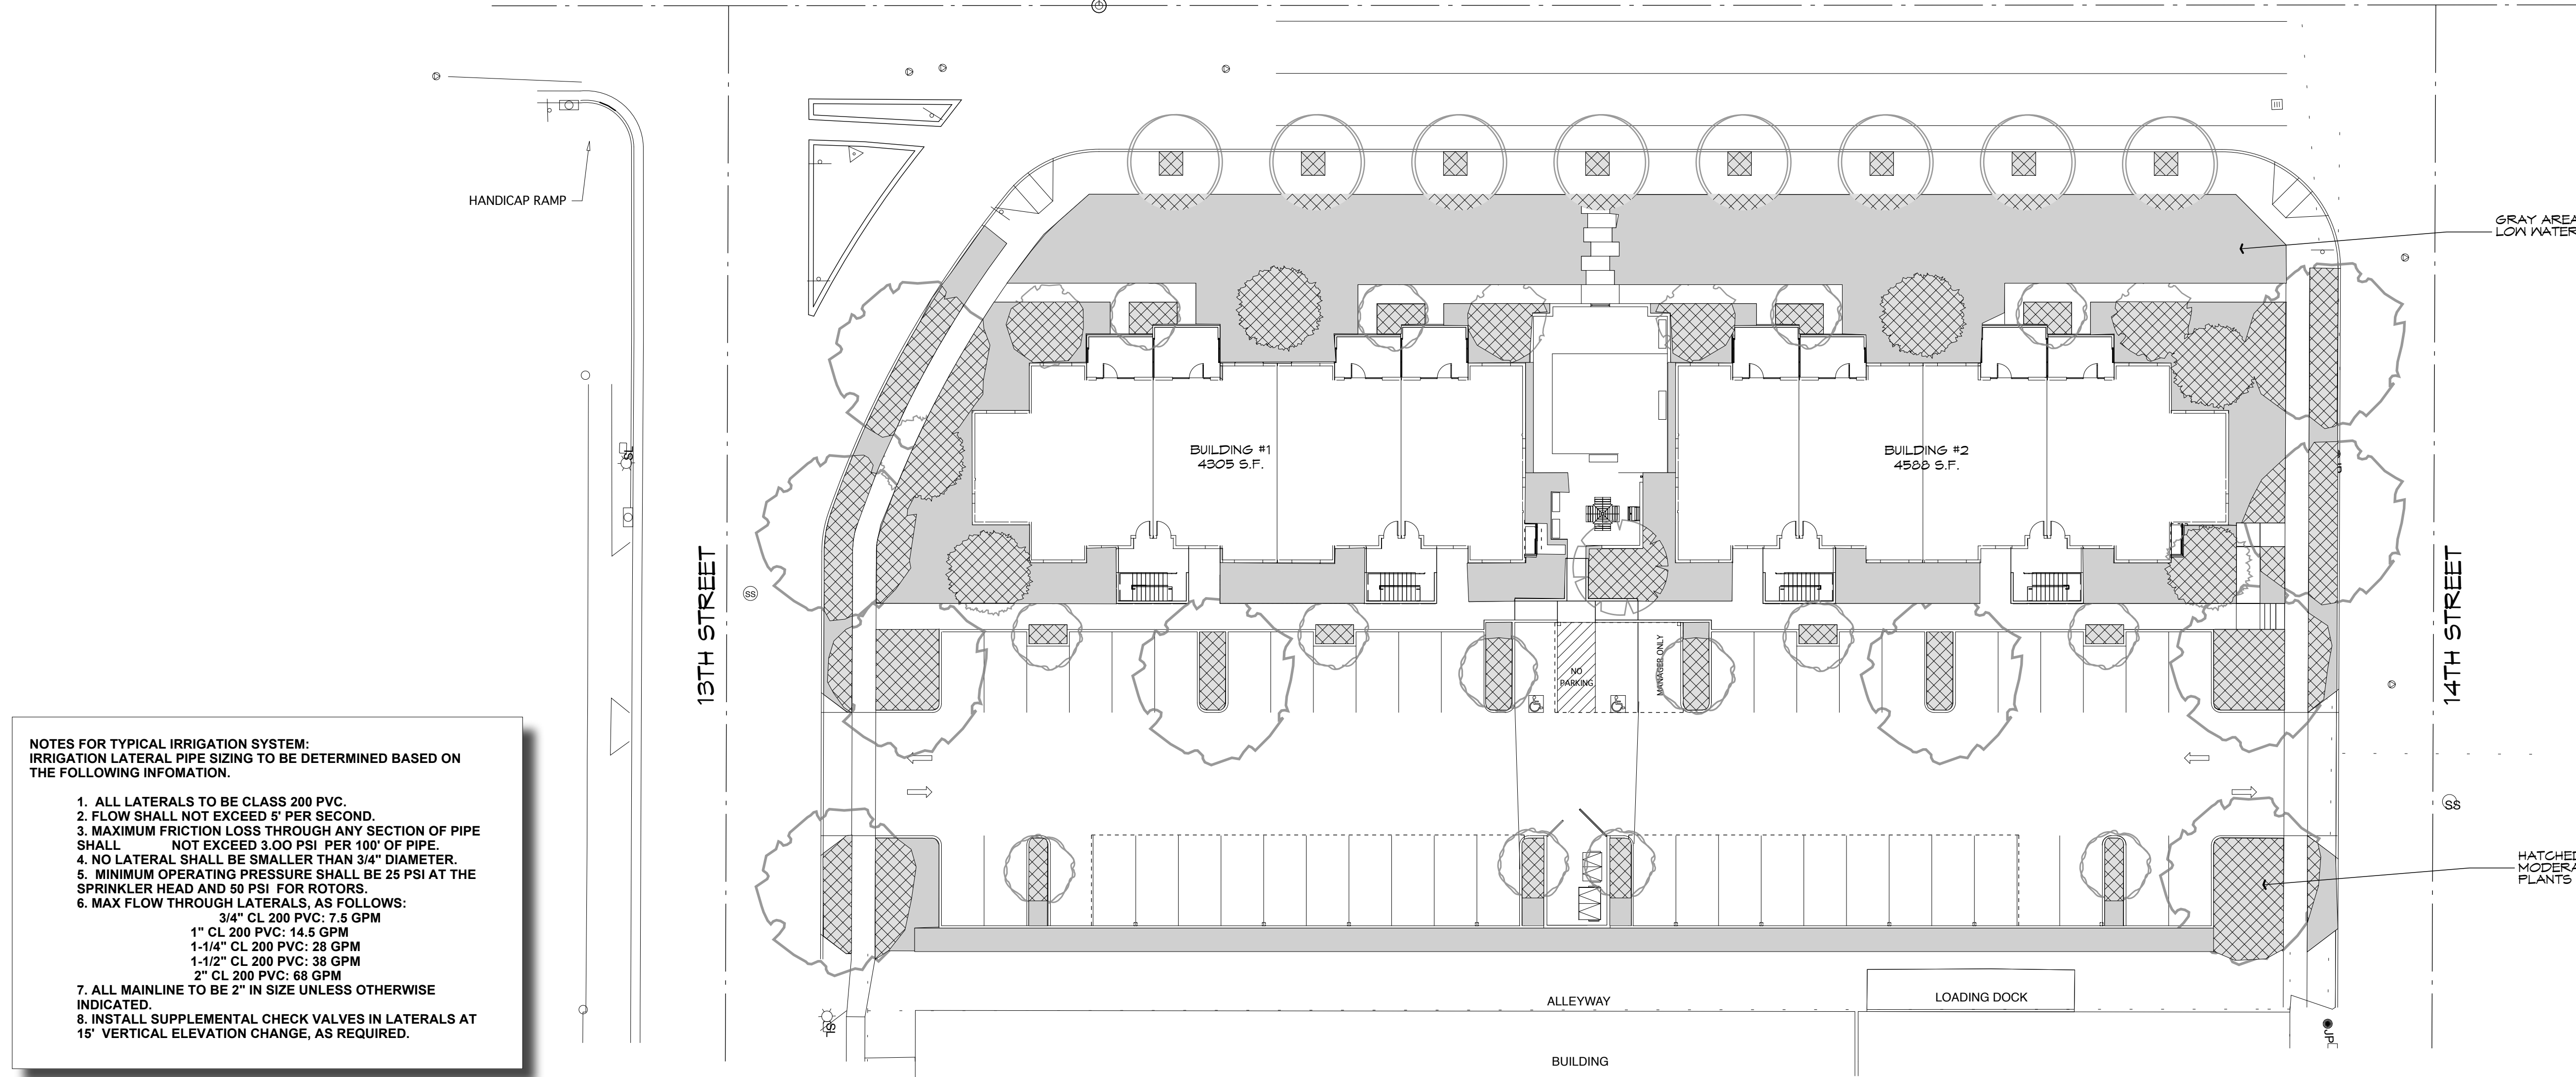 HANDICAP RAMP
GRAY AREA
LOW WATER
BUILDING #1
4305 S.F.
BUILDING #2
4588 S.F.
SL
13TH STREET
SS
14TH STREET
NO
PARKING
MANAGER ONLY
SS
HATCHED
MODERA
PLANTS
NOTES FOR TYPICAL IRRIGATION SYSTEM:
IRRIGATION LATERAL PIPE SIZING TO BE DETERMINED BASED ON
THE FOLLOWING INFOMATION.
1. ALL LATERALS TO BE CLASS 200 PVC.
2. FLOW SHALL NOT EXCEED 5' PER SECOND.
3. MAXIMUM FRICTION LOSS THROUGH ANY SECTION OF PIPE
SHALL NOT EXCEED 3.OO PSI PER 100' OF PIPE.
4. NO LATERAL SHALL BE SMALLER THAN 3/4" DIAMETER.
5. MINIMUM OPERATING PRESSURE SHALL BE 25 PSI AT THE
SPRINKLER HEAD AND 50 PSI FOR ROTORS.
6. MAX FLOW THROUGH LATERALS, AS FOLLOWS:
3/4" CL 200 PVC: 7.5 GPM
1" CL 200 PVC: 14.5 GPM
1-1/4" CL 200 PVC: 28 GPM
1-1/2" CL 200 PVC: 38 GPM
2" CL 200 PVC: 68 GPM
7. ALL MAINLINE TO BE 2" IN SIZE UNLESS OTHERWISE
INDICATED.
8. INSTALL SUPPLEMENTAL CHECK VALVES IN LATERALS AT
15' VERTICAL ELEVATION CHANGE, AS REQUIRED.
ALLEYWAY
LOADING DOCK
SL
JP
BUILDING